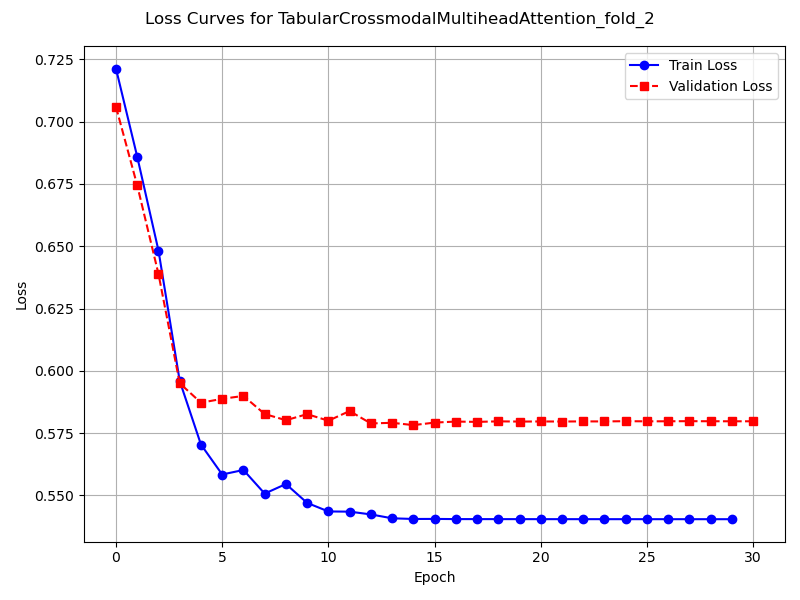 Loss Curves for TabularCrossmodalMultiheadAttention_fold_2
Train Loss
Validation Loss
0.725
0.700
0.675
0.650
0.625
0.600
0.575
0.550
Loss
0 5 10 15 20 25 30
Epoch